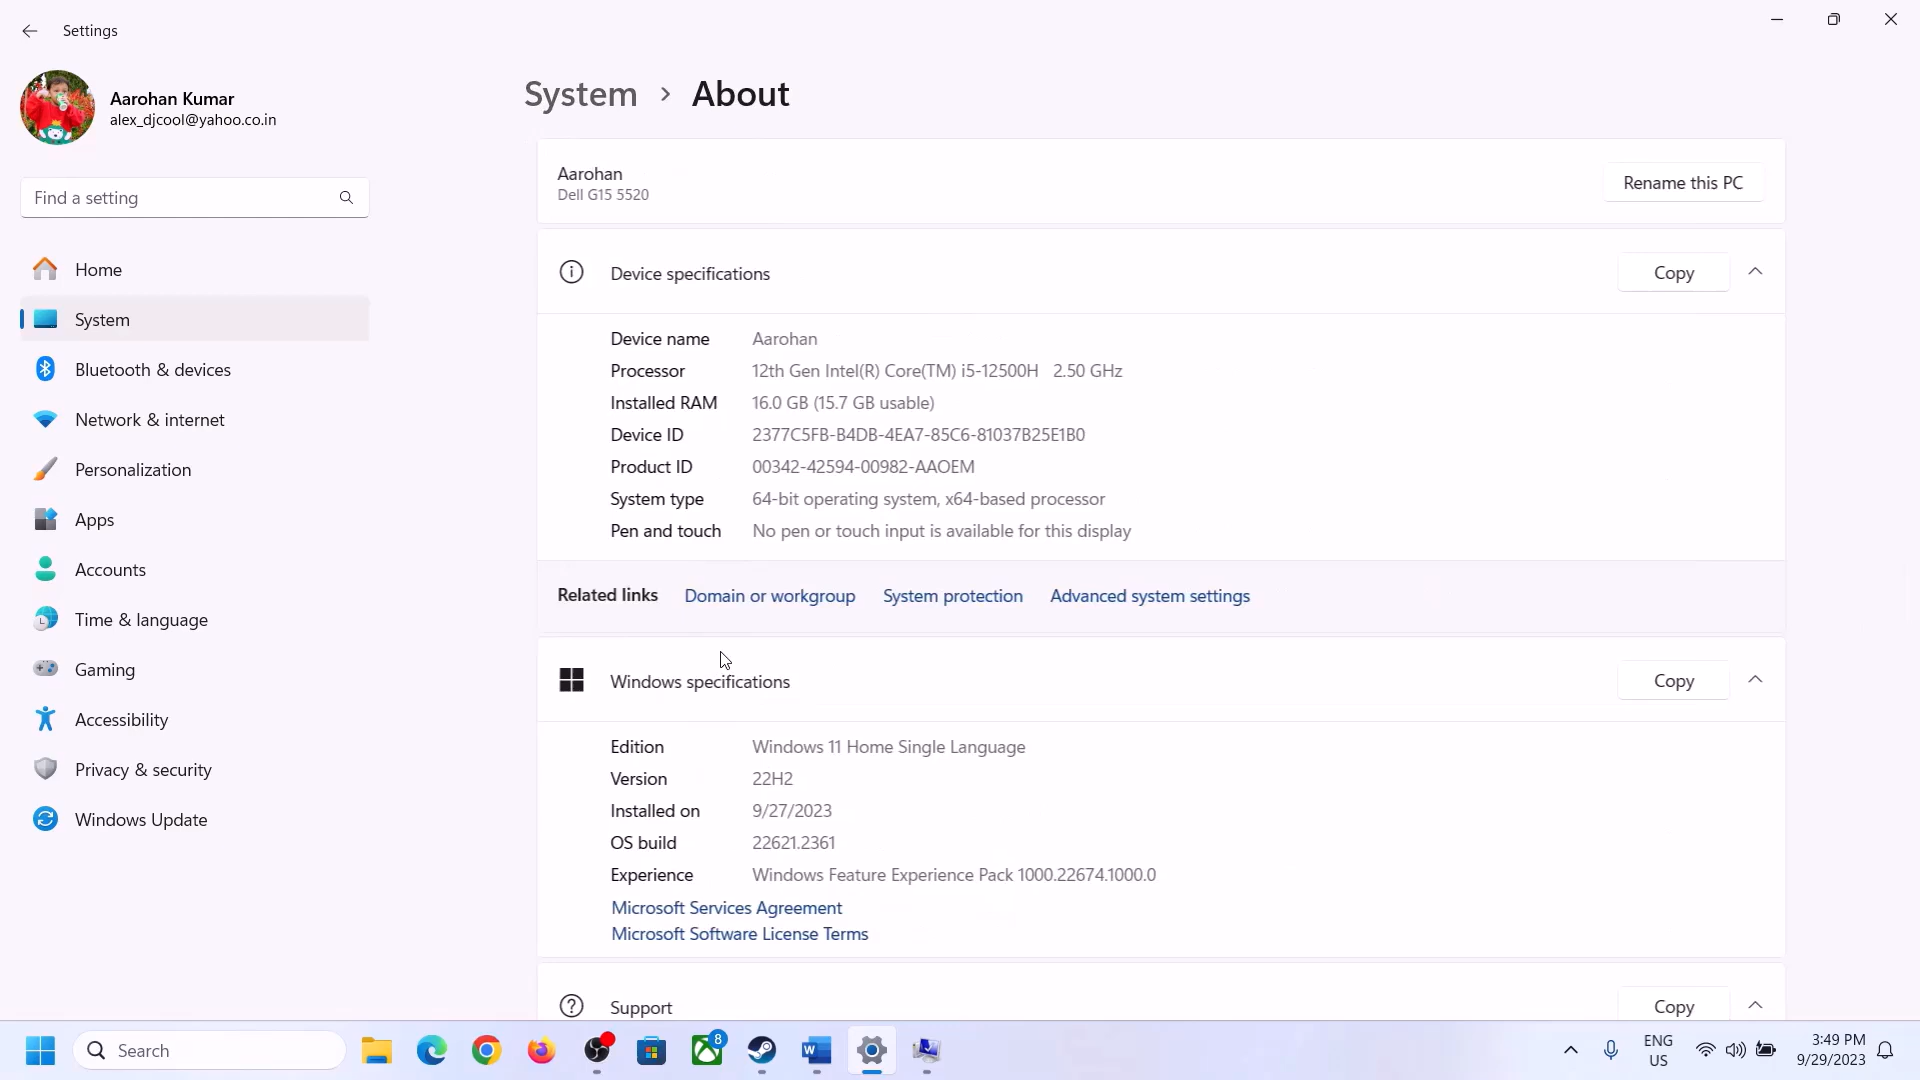 Settings
Aarohan Kumar
alex_djcool@yahoo.co.in
Find a setting
Home
System
Bluetooth & devices
Network & internet
Personalization
Apps
Accounts
Time & language
Gaming
Accessibility
Privacy & security
Windows Update
System > About
Aarohan
Dell G15 5520
Rename this PC
Device specifications
Copy
Device name Aarohan
Processor 12th Gen Intel(R) Core(TM) i5-12500H 2.50 GHz
Installed RAM 16.0 GB (15.7 GB usable)
Device ID 2377C5FB-B4DB-4EA7-85C6-81037B25E1B0
Product ID 00342-42594-00982-AAOEM
System type 64-bit operating system, x64-based processor
Pen and touch No pen or touch input is available for this display
Related links Domain or workgroup System protection Advanced system settings
Windows specifications
Copy
Edition Windows 11 Home Single Language
Version 22H2
Installed on 9/27/2023
OS build 22621.2361
Experience Windows Feature Experience Pack 1000.22674.1000.0
Microsoft Services Agreement
Microsoft Software License Terms
Support
Copy
Search
8
ENG
US
3:49 PM
9/29/2023